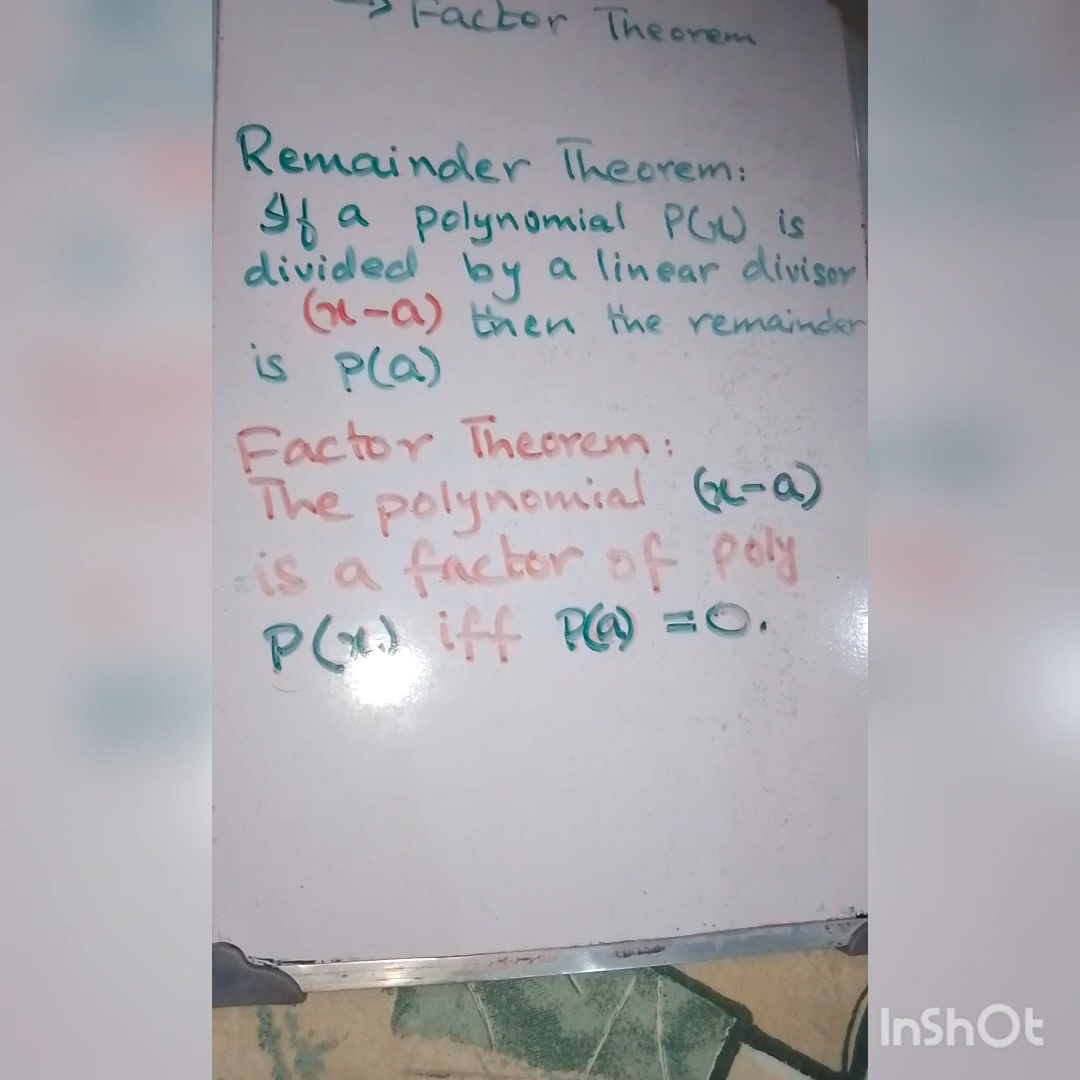 → Factor Theorem
Remainder Theorem:
If a polynomial P(x) is
divided by a linear divisor
(x-a) then the remainder
is P(a)
Factor Theorem:
The polynomial (x-a)
is a factor of poly
P(x) iff P(a) = 0.
InShOt